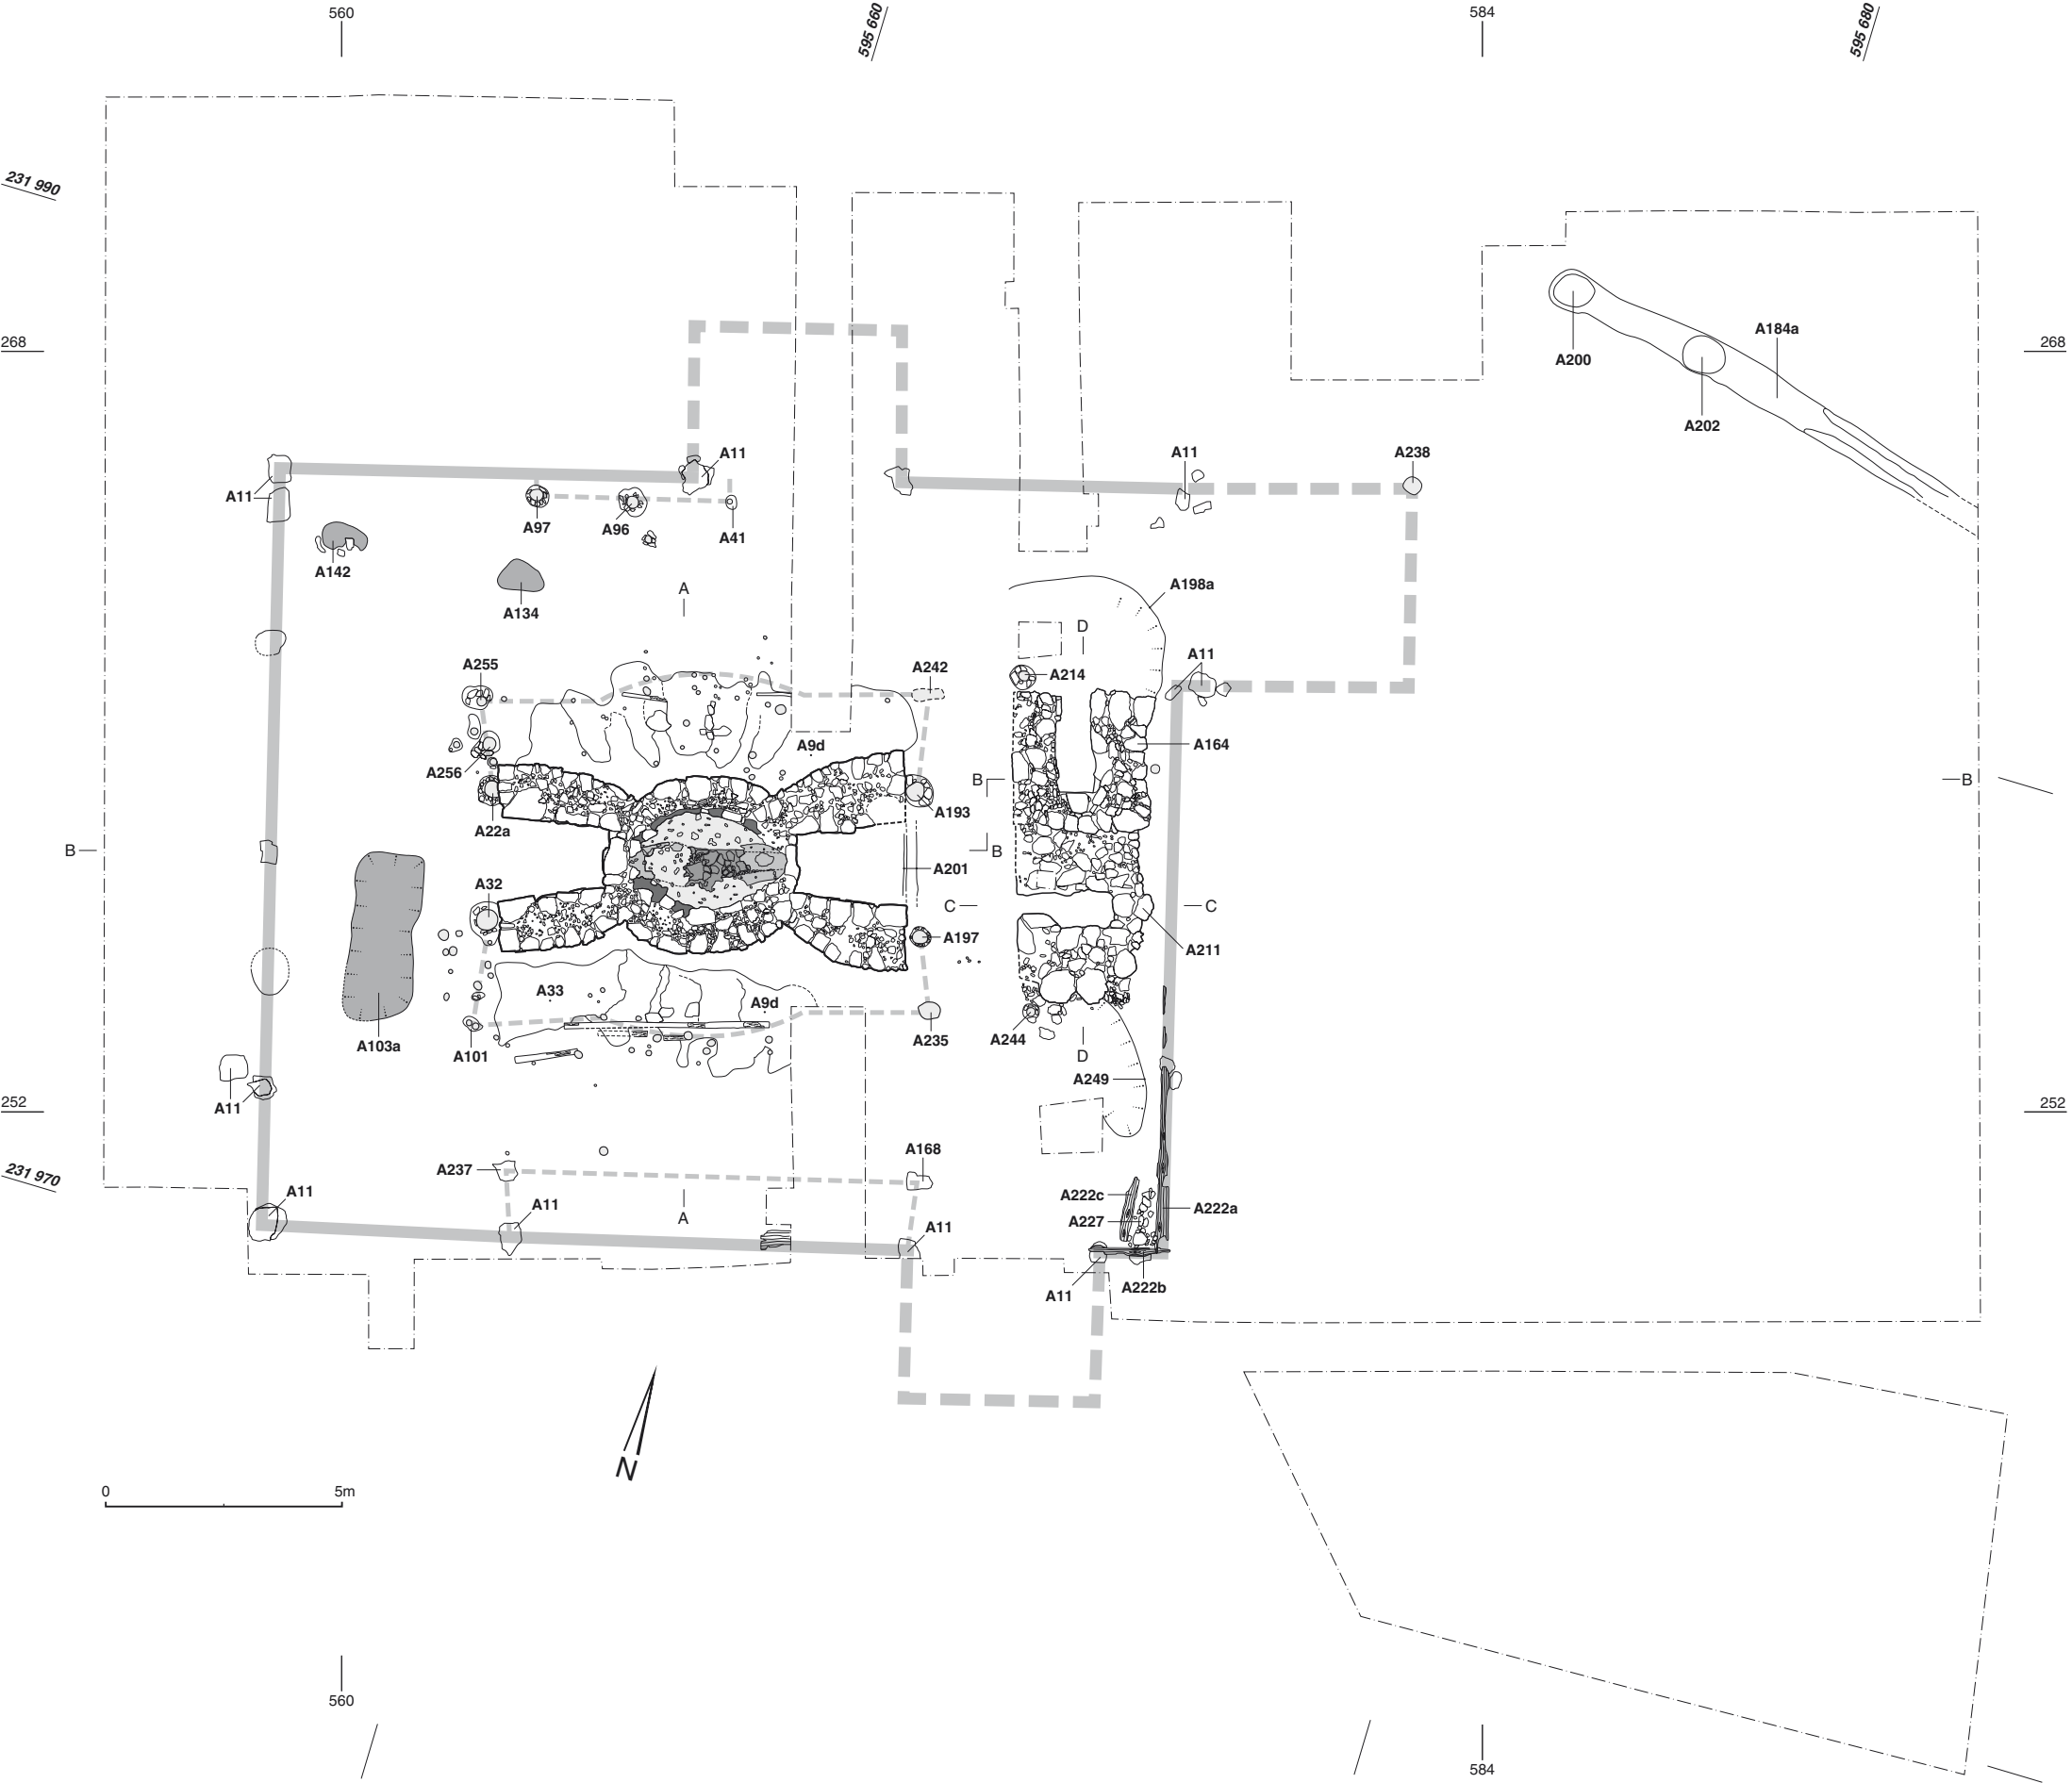 560
595 660
584
595 680
231 990
268
A184a
268
A200
A202
A11
A11
A238
A11
A97
A96
A41
A142
A134
A
A198a
D
A255
A242
A214
A11
A9d
A164
A256
B
B
A193
A22a
B
B
A201
A32
C
C
A197
A211
A33
A9d
A103a
A101
A235
A244
D
A249
252
A11
252
A168
A237
231 970
A11
A11
A
A222c
A227
A222a
A11
A222b
A11
N
0
5m
560
584